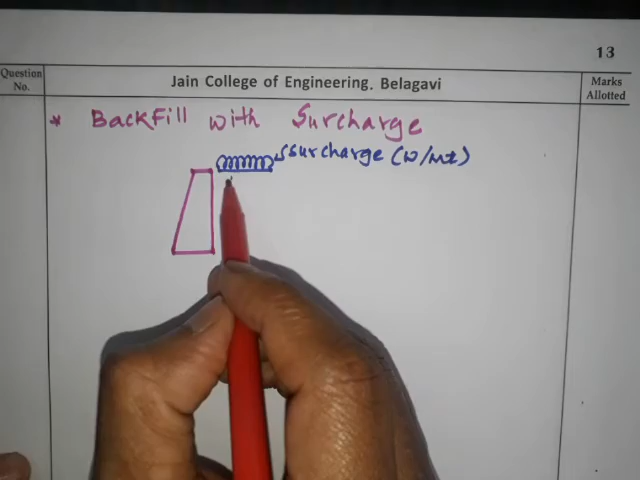 13
Question No.
Jain College of Engineering. Belagavi
Marks Allotted
* Backfill with Surcharge
surcharge (w/mt)